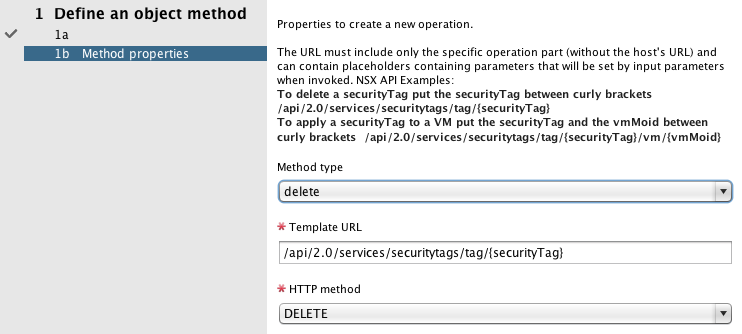 1 Define an object method
1a
1b Method properties
Properties to create a new operation.
The URL must include only the specific operation part (without the host's URL) and
can contain placeholders containing parameters that will be set by input parameters
when invoked. NSX API Examples:
To delete a securityTag put the securityTag between curly brackets
/api/2.0/services/securitytags/tag/{securityTag}
To apply a securityTag to a VM put the securityTag and the vmMoid between
curly brackets /api/2.0/services/securitytags/tag/{securityTag}/vm/{vmMoid}
Method type
delete
* Template URL
/api/2.0/services/securitytags/tag/{securityTag}
* HTTP method
DELETE